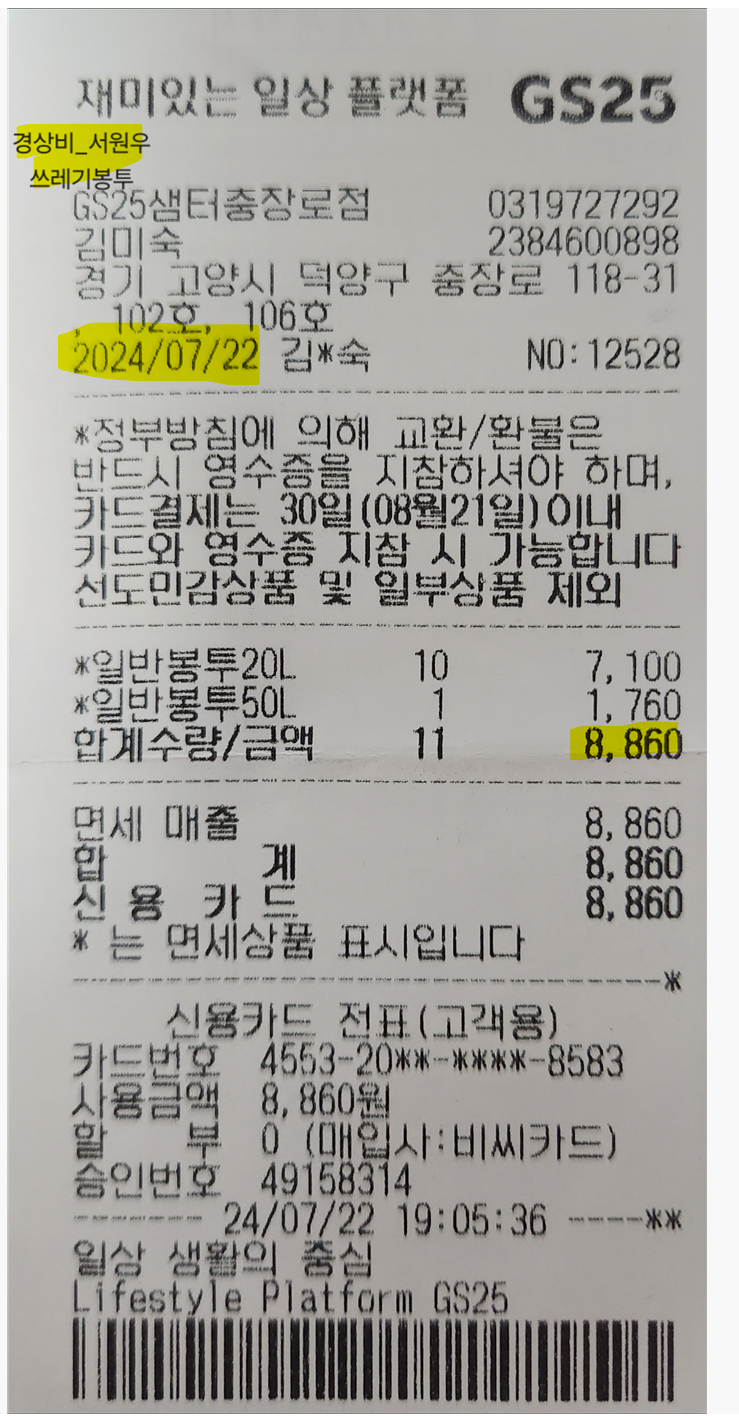 재미있는 일상 플랫폼 GS25
경상비_서원우
쓰레기봉투
GS25샘터충장로점 0319727292
김미숙 2384600898
경기 고양시 덕양구 충장로 118-31
, 102호, 106호
2024/07/22 김*숙 NO:12528
*정부방침에 의해 교환/환불은
반드시 영수증을 지참하셔야 하며,
카드결제는 30일(08월21일)이내
카드와 영수증 지참 시 가능합니다
선도민감상품 및 일부상품 제외
*일반봉투20L 10 7,100
*일반봉투50L 1 1,760
합계수량/금액 11 8,860
면세 매출 8,860
합 계 8,860
신 용 카 드 8,860
* 는 면세상품 표시입니다
*
신용카드 전표(고객용)
카드번호 4553-20**-****-8583
사용금액 8,860원
할 부 0 (매입사:비씨카드)
승인번호 49158314
------- 24/07/22 19:05:36 ----**
일상 생활의 중심
Lifestyle Platform GS25